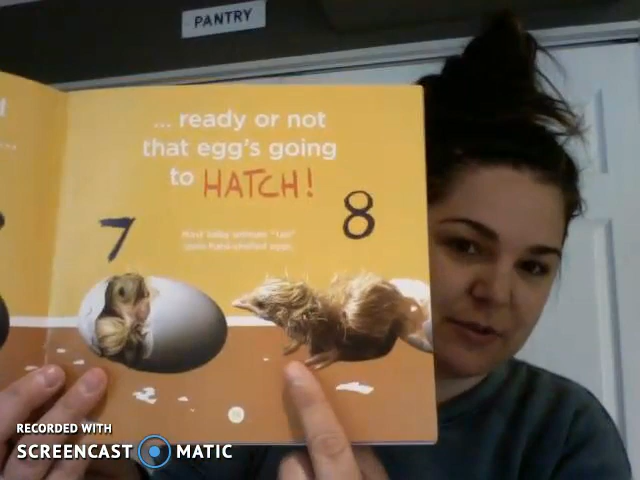 PANTRY
... ready or not
that egg's going
to HATCH!
7
8
RECORDED WITH
SCREENCAST MATIC